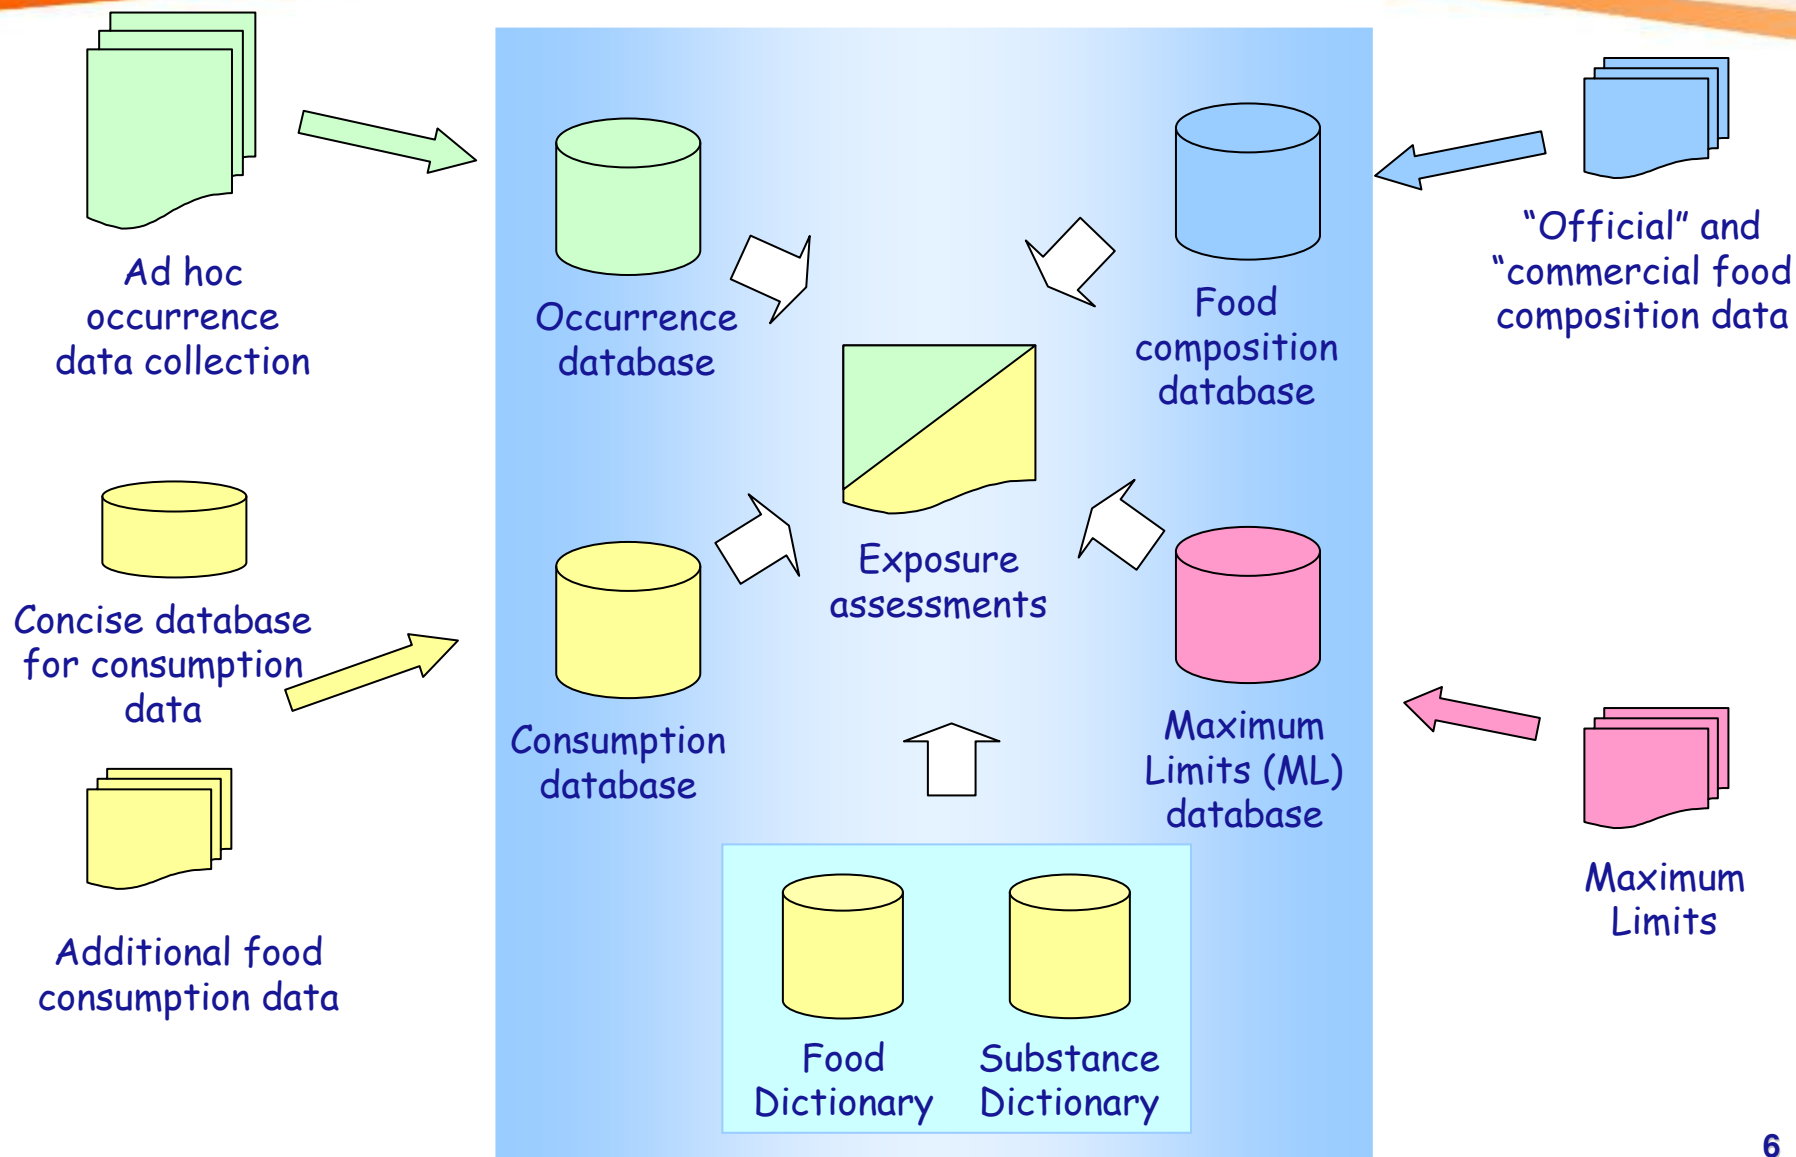 Ad hoc
occurrence
data collection
Concise database
for consumption
data
Additional food
consumption data
Occurrence
database
Food
composition
database
Exposure
assessments
Consumption
database
Maximum
Limits (ML)
database
Food
Dictionary
Substance
Dictionary
“Official” and
“commercial food
composition data
Maximum
Limits
6